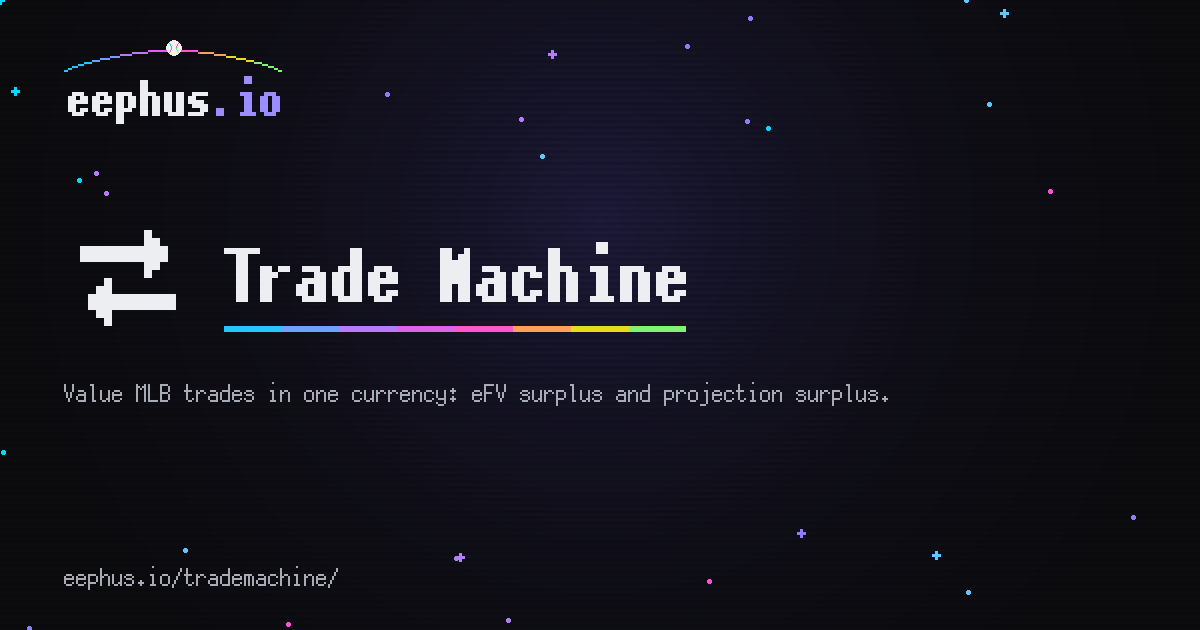 eephus.io
Trade Machine
Value MLB trades in one currency: eFV surplus and projection surplus.
eephus.io/trademachine/